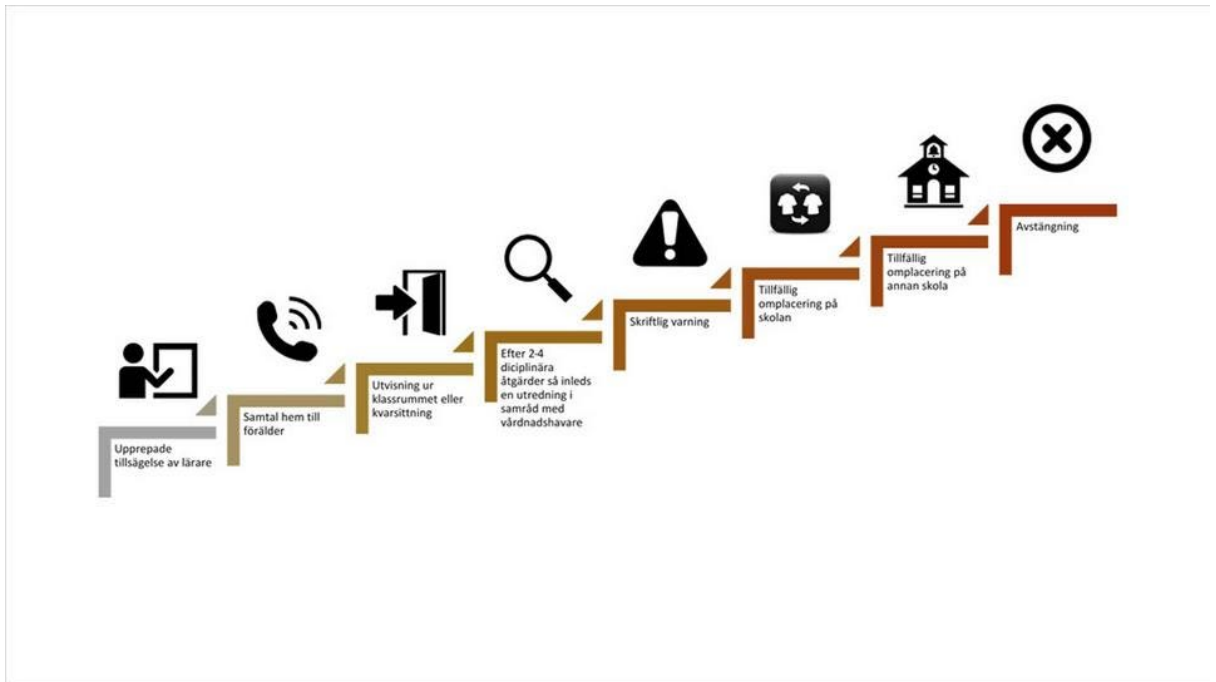 Upprepade
tillsägelse av lärare
Samtal hem till
förälder
Utvisning ur
klassrummet eller
kvarsittning
Efter 2-4
diciplinära
åtgärder så inleds
en utredning i
samråd med
vårdnadshavare
Skriftlig varning
Tillfällig
omplacering på
skolan
Tillfällig
omplacering på
annan skola
Avstängning